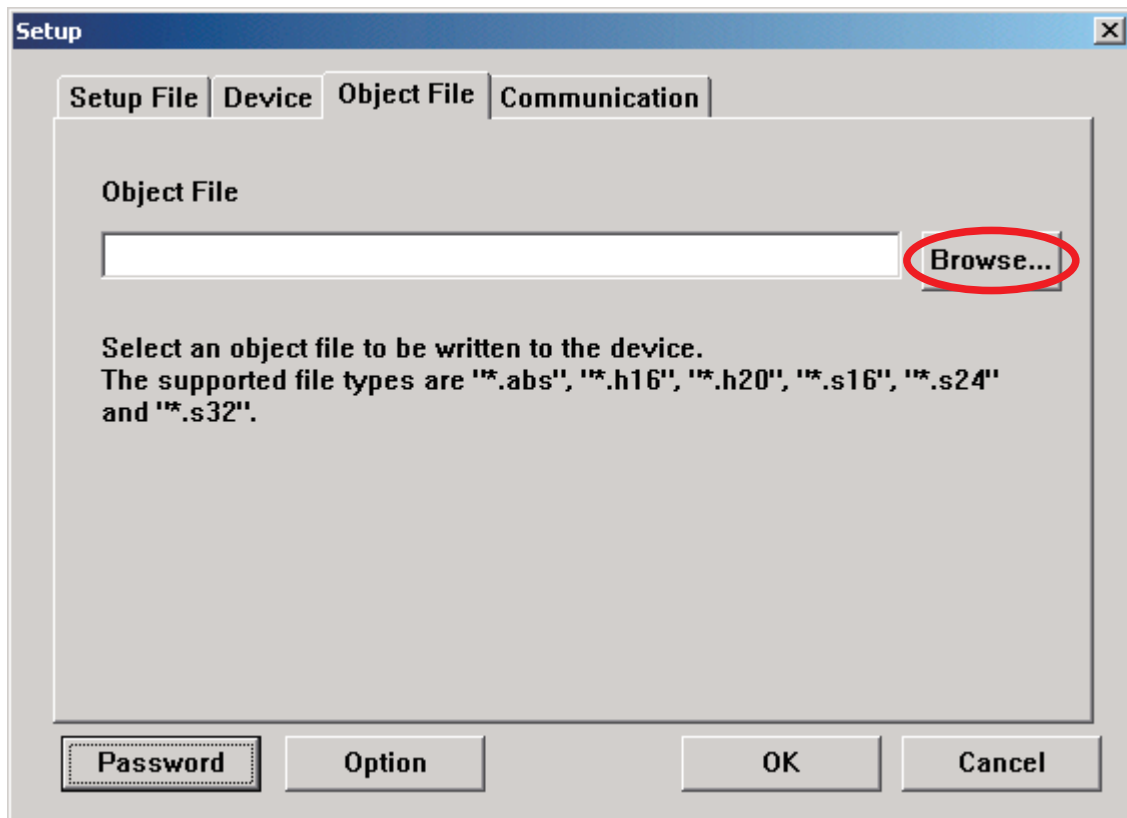 Setup
Setup File Device Object File Communication
Object File
Browse...
Select an object file to be written to the device.
The supported file types are "*.abs", "*.h16", "*.h20", "*.s16", "*.s24"
and "*.s32".
Password Option OK Cancel